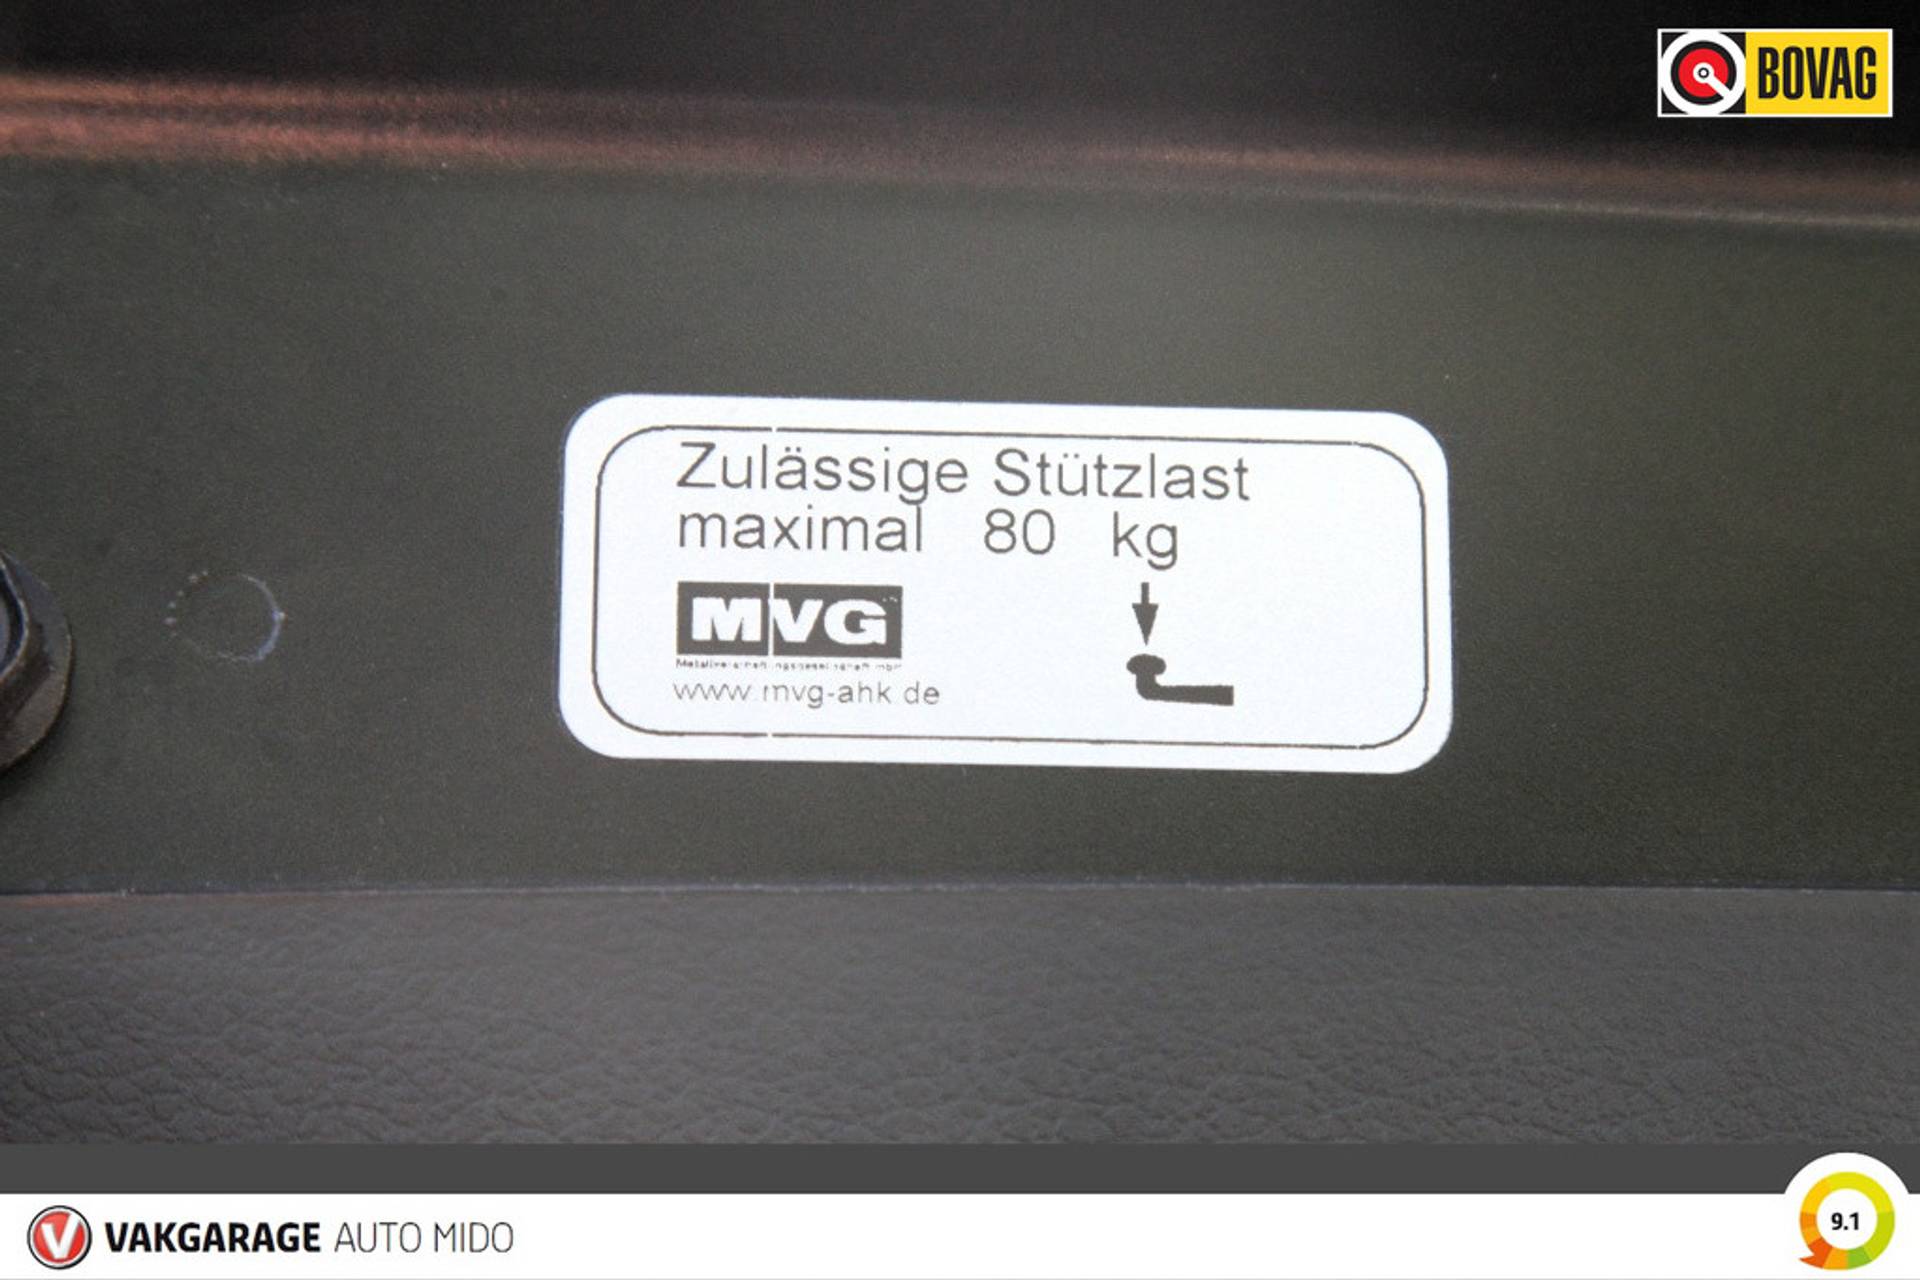 BOVAG
Zulässige Stützlast
maximal 80 kg
MVG
www.mvg-ahk.de
VAKGARAGE AUTO MIDO
9.1